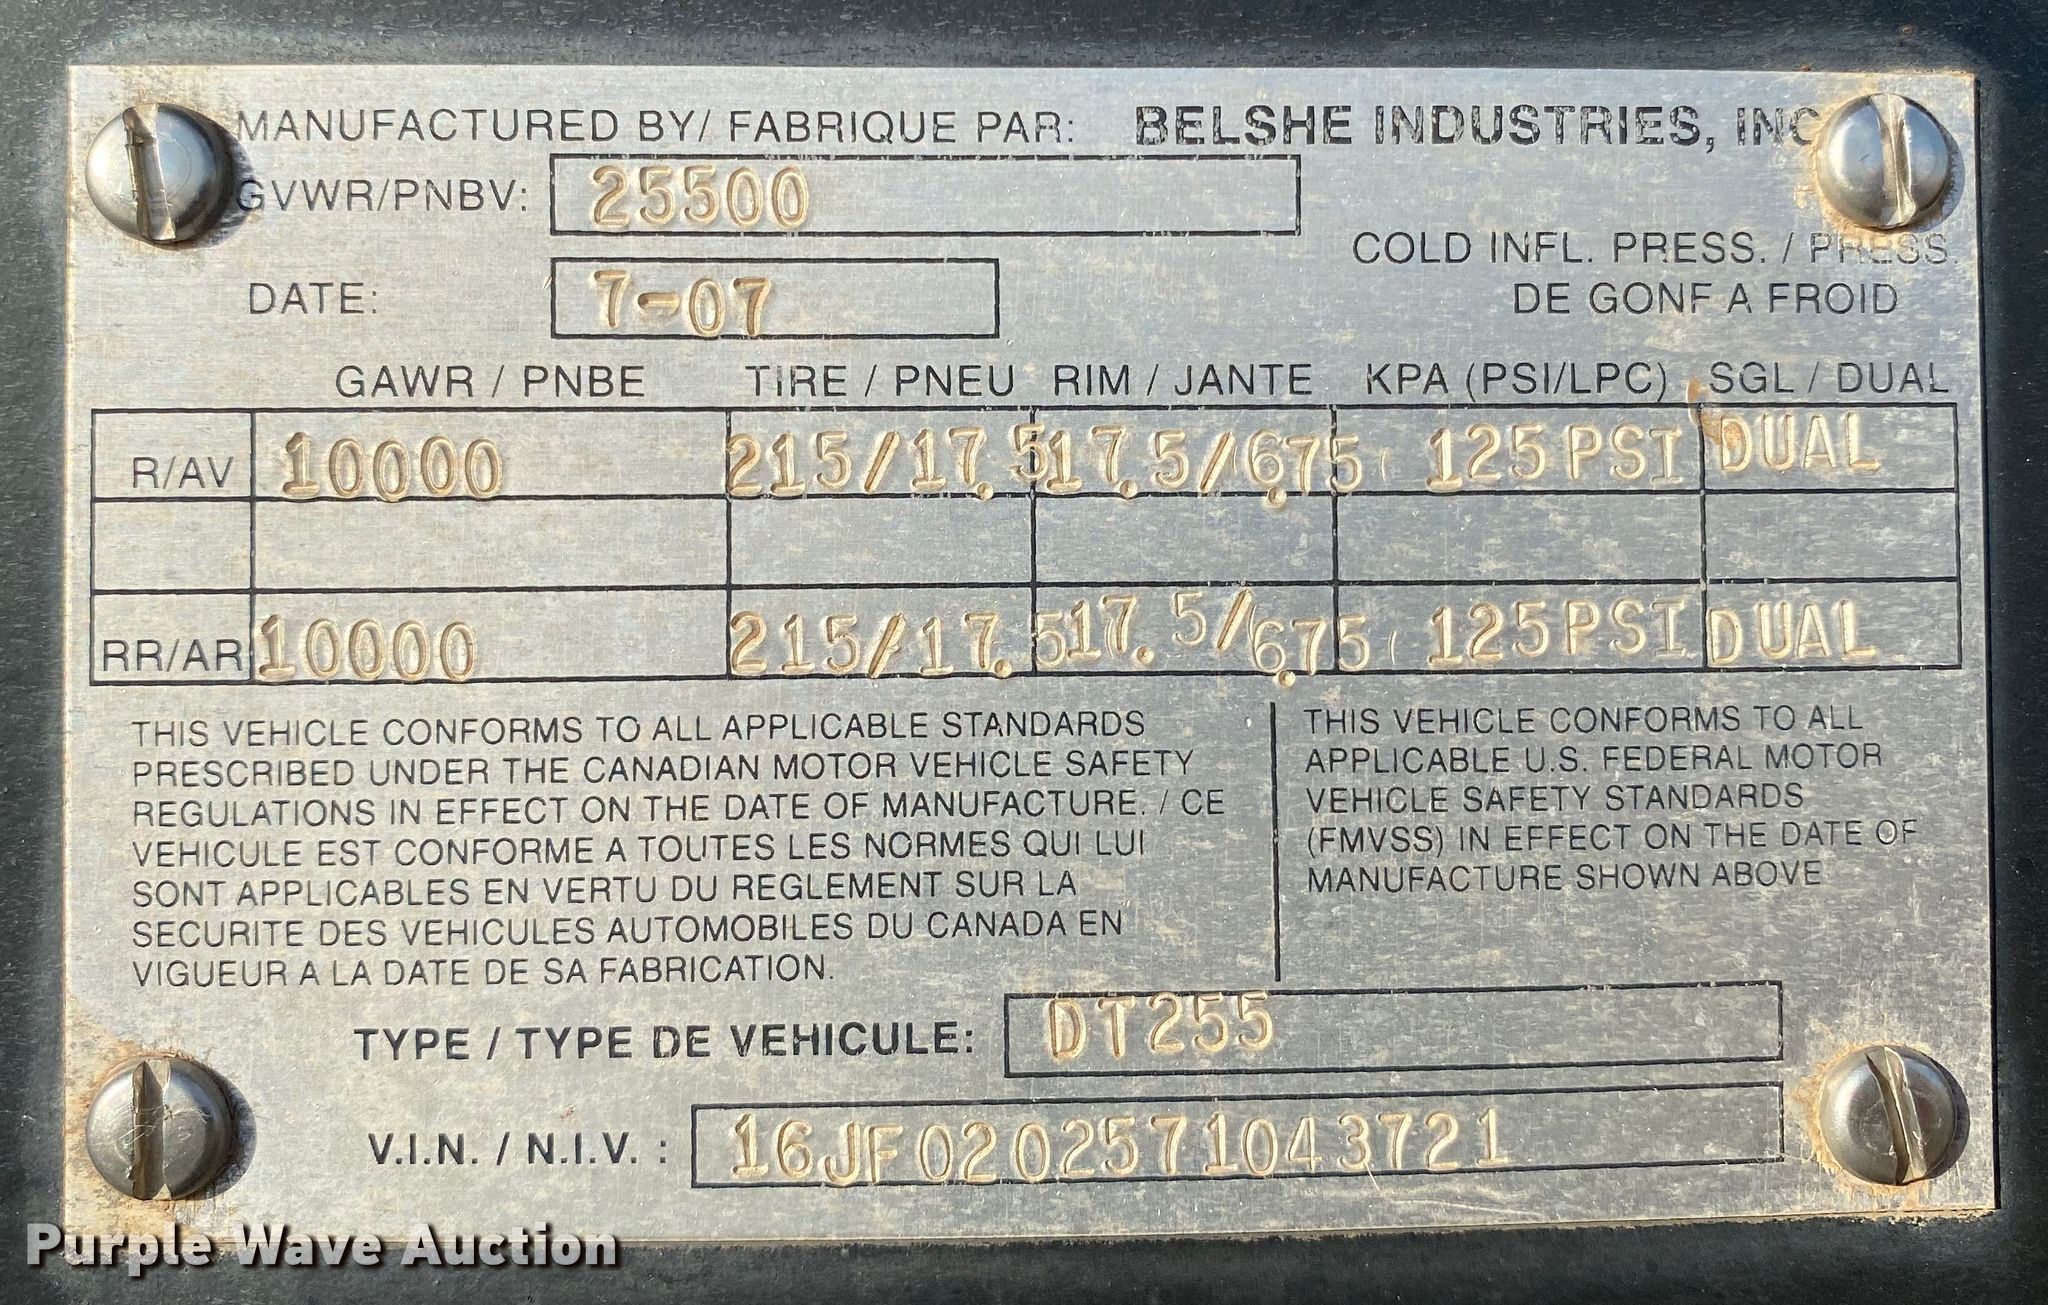 MANUFACTURED BY/ FABRIQUE PAR: BELSHE INDUSTRIES, INC
GVWR/PNBV: 25500
COLD INFL. PRESS. / PRESS.
DE GONF A FROID
DATE: 7-07
GAWR / PNBE TIRE / PNEU RIM / JANTE KPA (PSI/LPC) SGL / DUAL
R/AV 10000 215/17.5 17.5/6.75 125PSI DUAL
RR/AR 10000 215/17.5 17.5/6.75 125PSI DUAL
THIS VEHICLE CONFORMS TO ALL APPLICABLE STANDARDS
PRESCRIBED UNDER THE CANADIAN MOTOR VEHICLE SAFETY
REGULATIONS IN EFFECT ON THE DATE OF MANUFACTURE. / CE
VEHICULE EST CONFORME A TOUTES LES NORMES QUI LUI
SONT APPLICABLES EN VERTU DU REGLEMENT SUR LA
SECURITE DES VEHICULES AUTOMOBILES DU CANADA EN
VIGUEUR A LA DATE DE SA FABRICATION.
THIS VEHICLE CONFORMS TO ALL
APPLICABLE U.S. FEDERAL MOTOR
VEHICLE SAFETY STANDARDS
(FMVSS) IN EFFECT ON THE DATE OF
MANUFACTURE SHOWN ABOVE
TYPE / TYPE DE VEHICULE: DT255
V.I.N. / N.I.V. : 16JF0202571043721
Purple Wave Auction